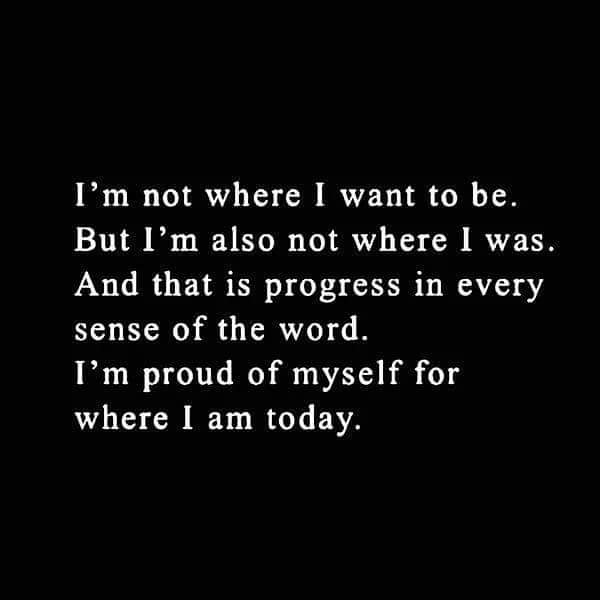 I’m not where I want to be.
But I’m also not where I was.
And that is progress in every
sense of the word.
I’m proud of myself for
where I am today.